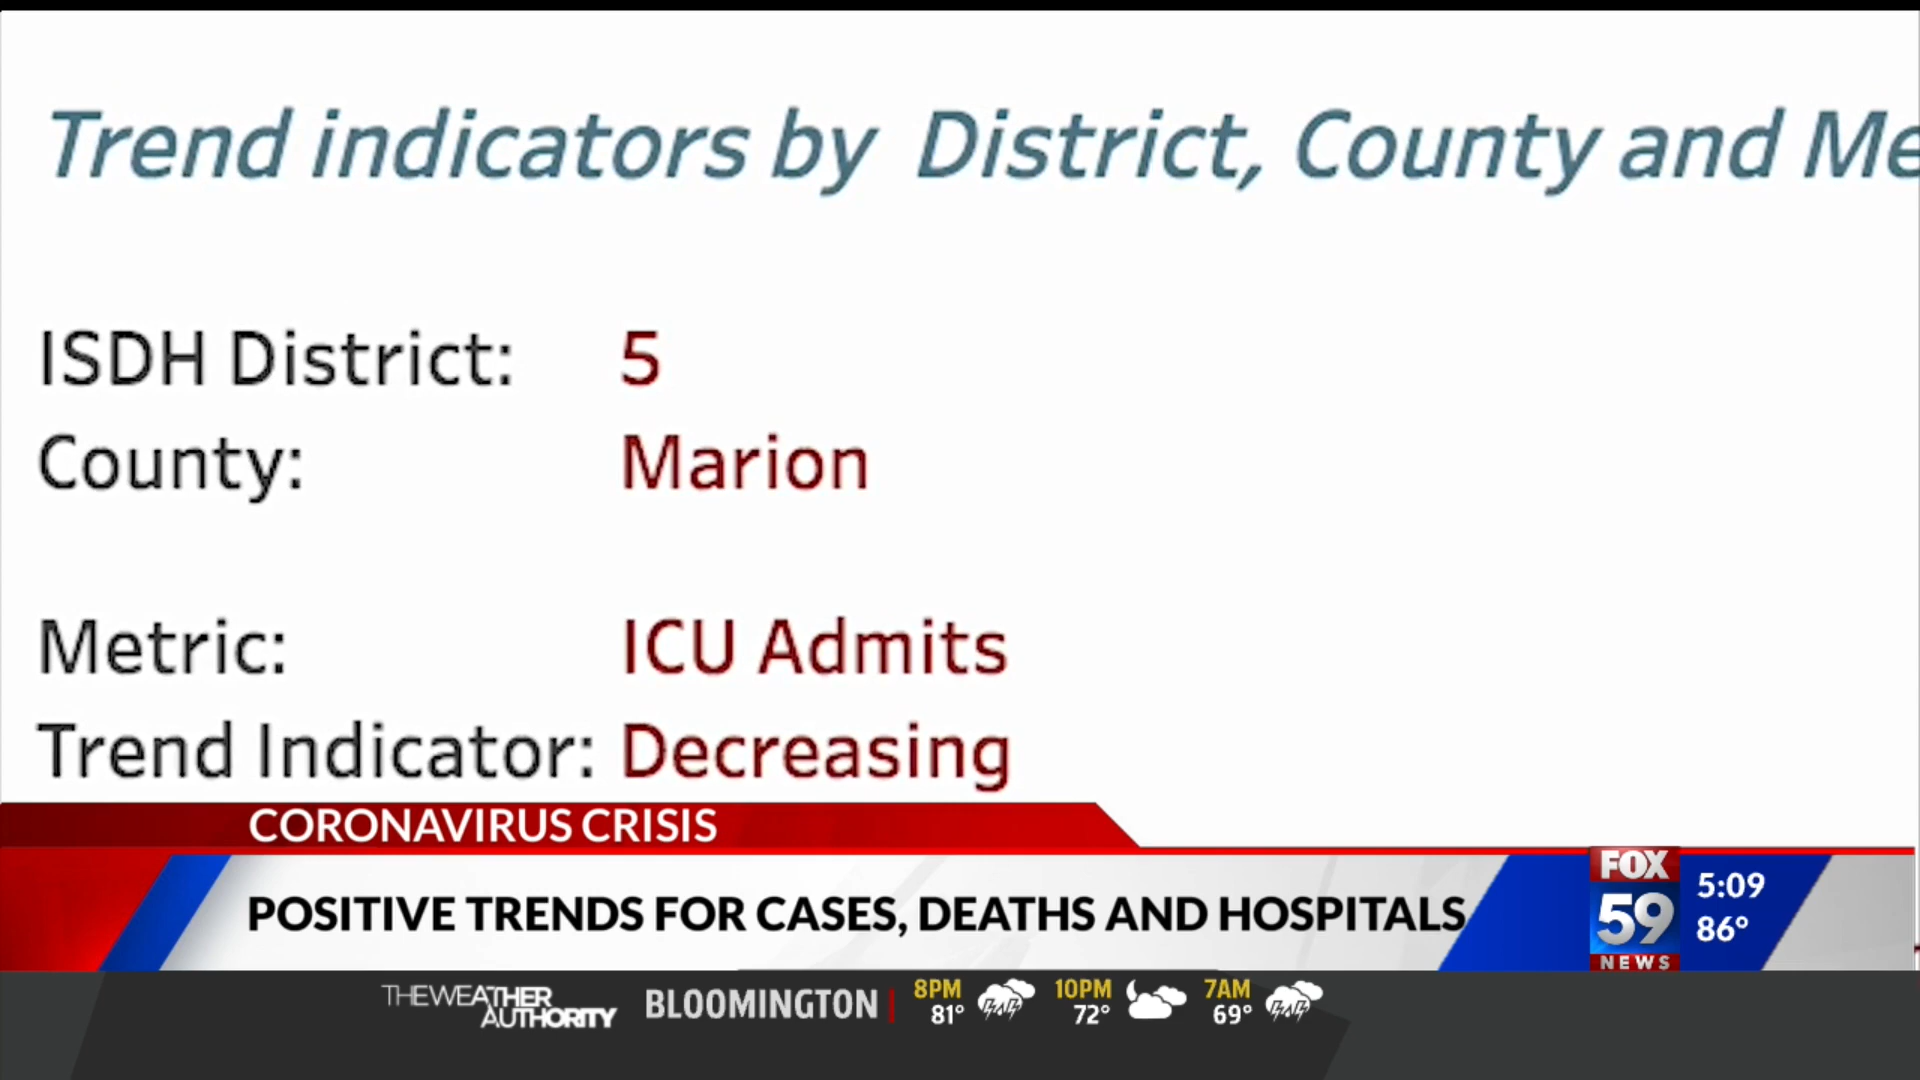 Trend indicators by District, County and Me
ISDH District: 5
County: Marion
Metric: ICU Admits
Trend Indicator: Decreasing
CORONAVIRUS CRISIS
POSITIVE TRENDS FOR CASES, DEATHS AND HOSPITALS
FOX
59
NEWS
5:09
86°
THE WEATHER
AUTHORITY
BLOOMINGTON
8PM
81°
10PM
72°
7AM
69°